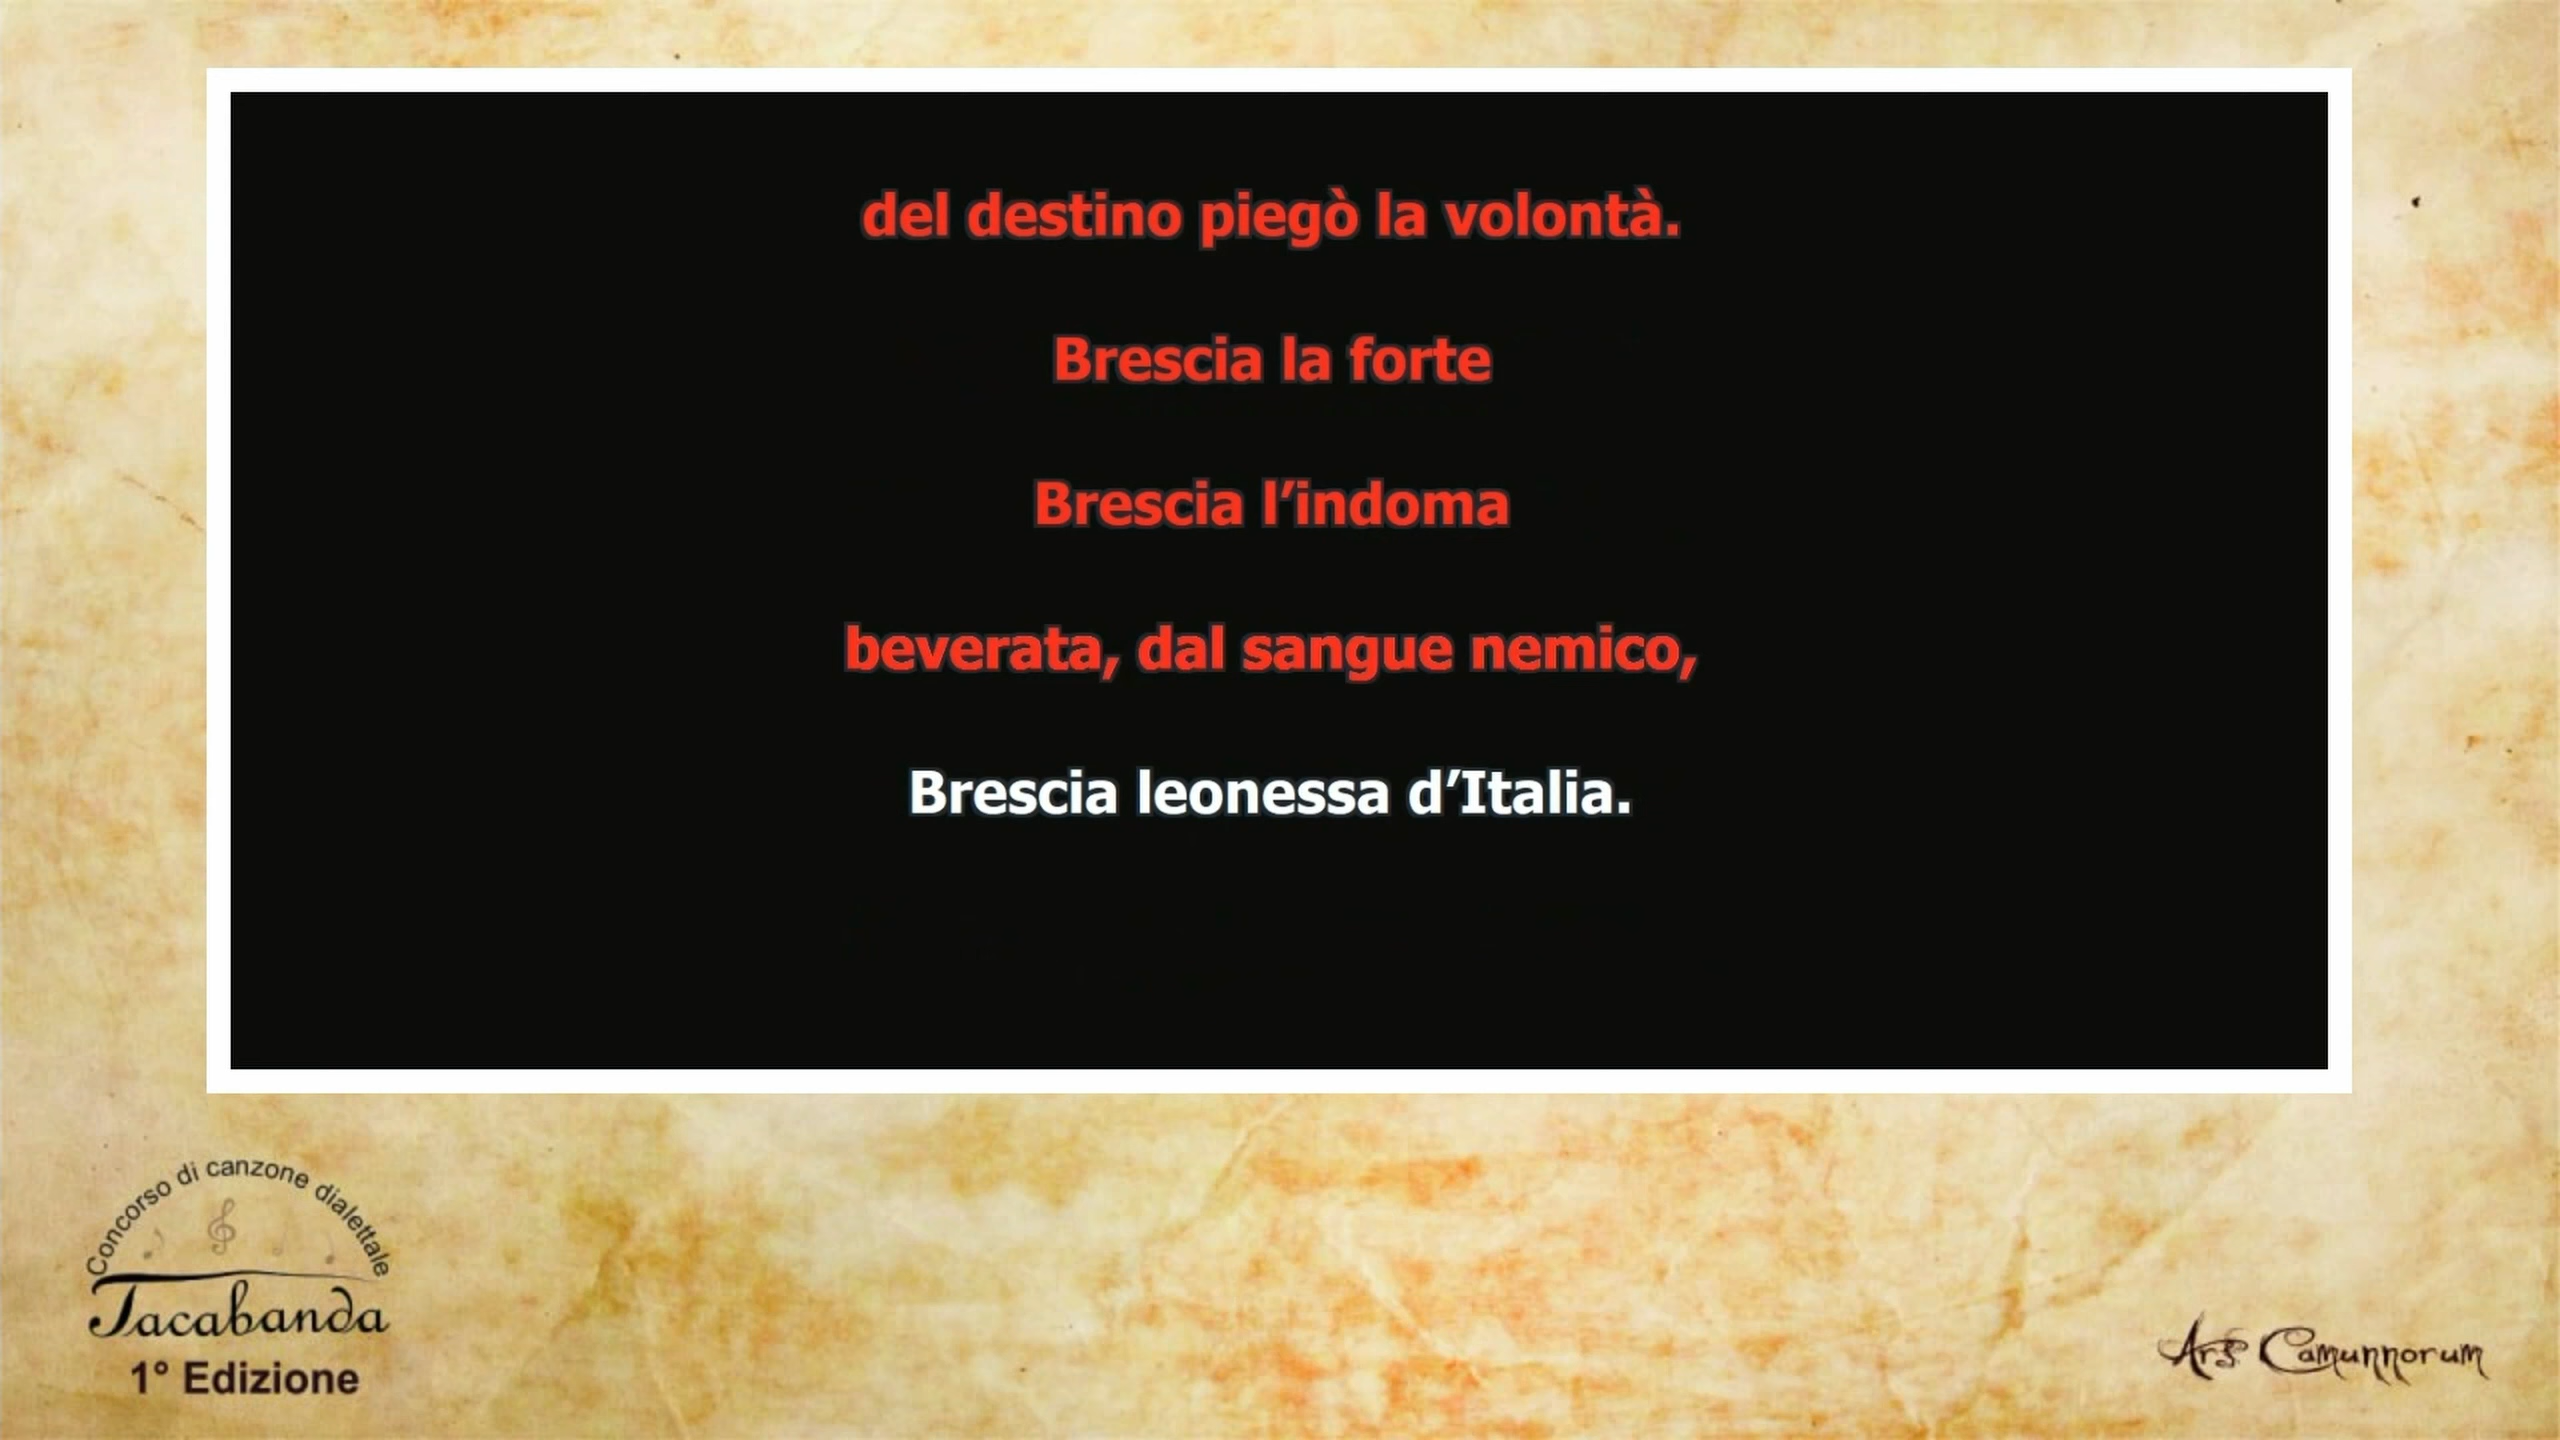 del destino piegò la volontà.
Brescia la forte
Brescia l’indoma
beverata, dal sangue nemico,
Brescia leonessa d’Italia.
Concorso di canzone dialettale
Tacabanda
1° Edizione
Ars Camunnorum